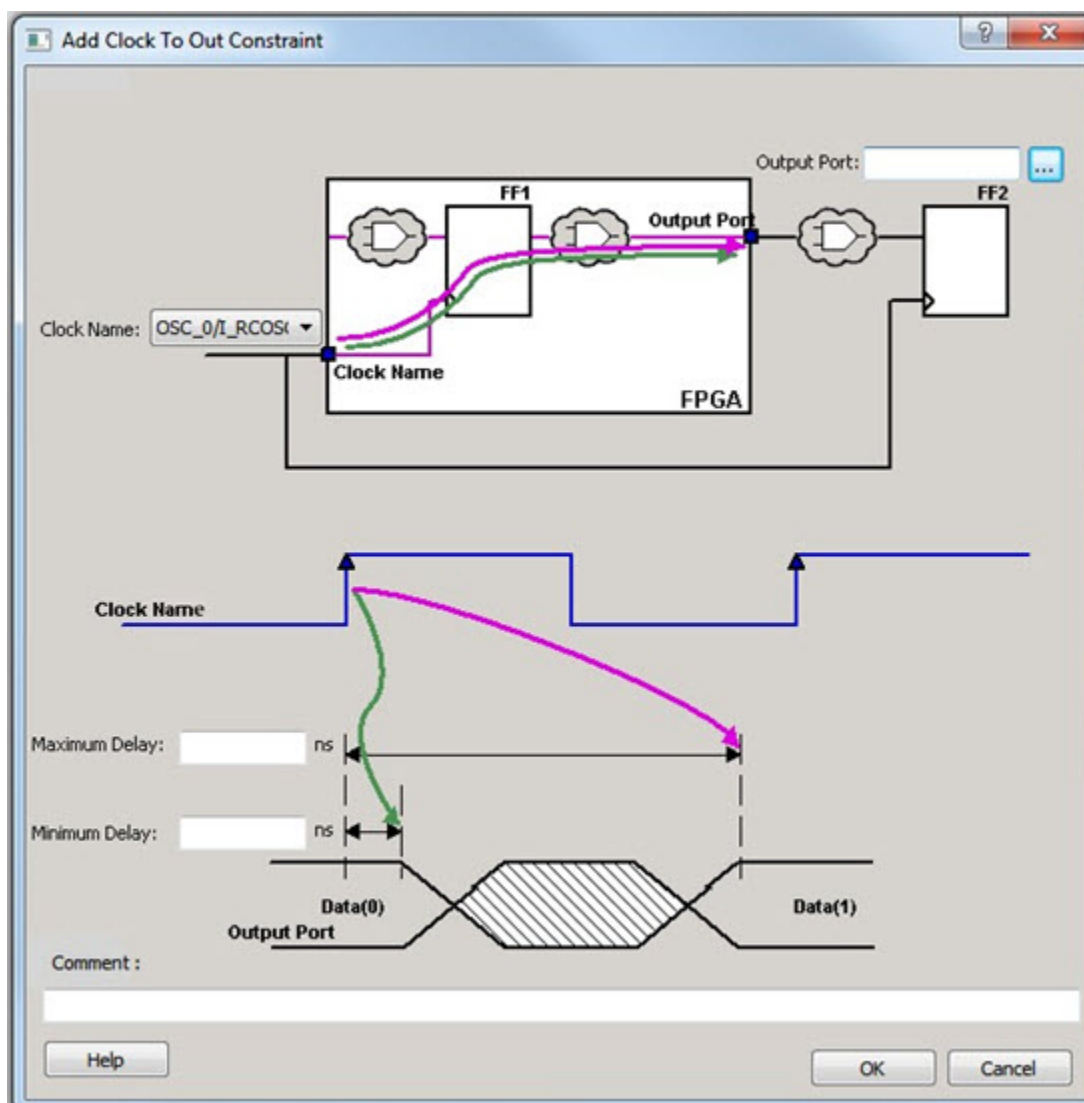 Add Clock To Out Constraint
?
Output Port:
...
FF1
FF2
Output Port
Clock Name:
OSC_0/I_RCOS(
Clock Name
FPGA
Clock Name
Maximum Delay:
ns
Minimum Delay:
ns
Data(0)
Data(1)
Output Port
Comment :
Help
OK
Cancel